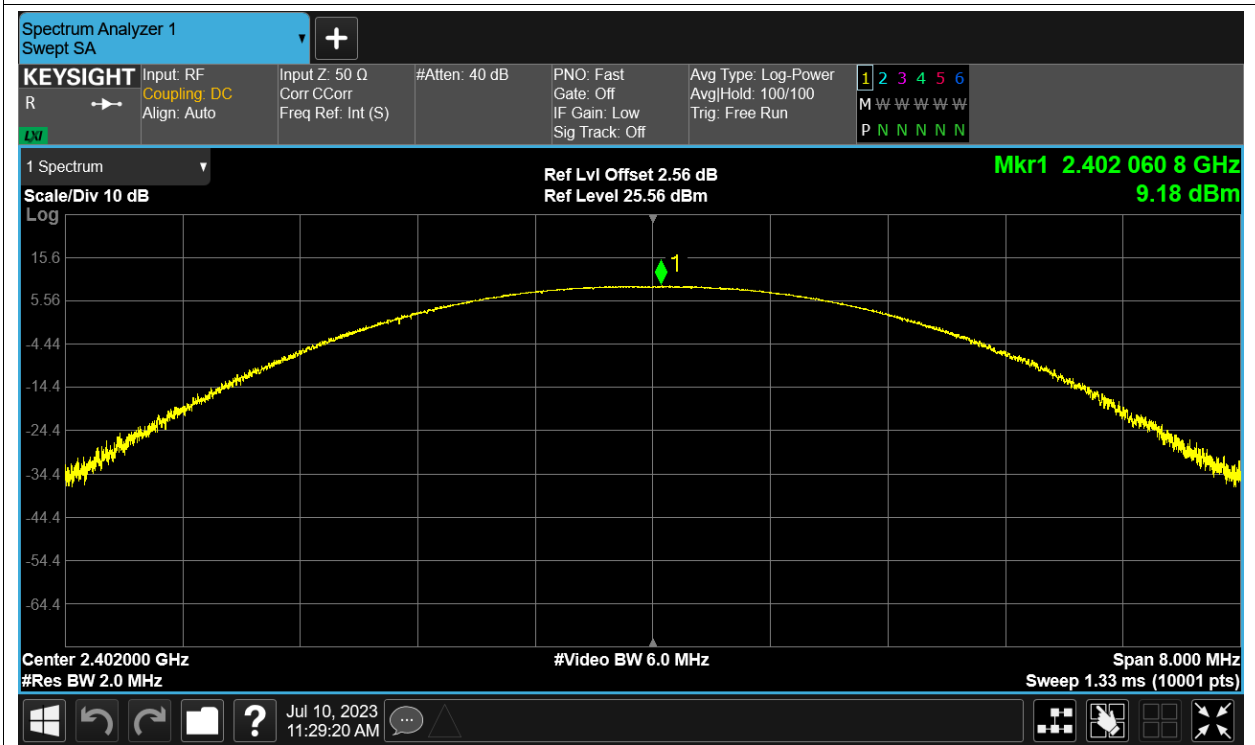 Spectrum Analyzer 1
Swept SA
KEYSIGHT
R
LXI
Input: RF
Coupling: DC
Align: Auto
Input Z: 50 Ω
Corr CCorr
Freq Ref: Int (S)
#Atten: 40 dB
PNO: Fast
Gate: Off
IF Gain: Low
Sig Track: Off
Avg Type: Log-Power
Avg|Hold: 100/100
Trig: Free Run
1 2 3 4 5 6
M W W W W W
P N N N N N
1 Spectrum
Scale/Div 10 dB
Log
Ref Lvl Offset 2.56 dB
Ref Level 25.56 dBm
Mkr1 2.402 060 8 GHz
9.18 dBm
1
15.6
5.56
-4.44
-14.4
-24.4
-34.4
-44.4
-54.4
-64.4
Center 2.402000 GHz
#Res BW 2.0 MHz
#Video BW 6.0 MHz
Span 8.000 MHz
Sweep 1.33 ms (10001 pts)
?
Jul 10, 2023
11:29:20 AM